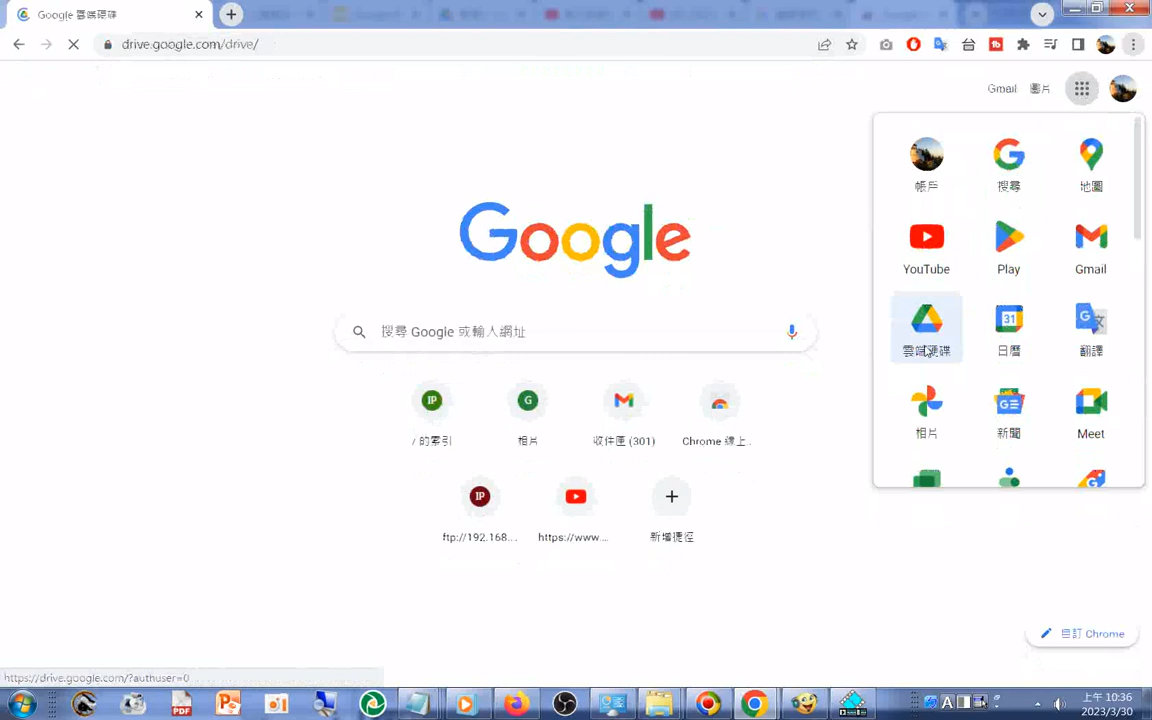 Google 雲端硬碟
drive.google.com/drive/
Gmail 圖片
帳戶 搜尋 地圖
YouTube Play Gmail
雲端硬碟 31 日曆 翻譯
相片 新聞 Meet
Google
搜尋 Google 或輸入網址
IP G
/ 的索引 相片 收件匣 (301) Chrome 線上...
IP
ftp://192.168... https://www.... 新增捷徑
自訂 Chrome
https://drive.google.com/?authuser=0
PDF
上午 10:36
2023/3/30